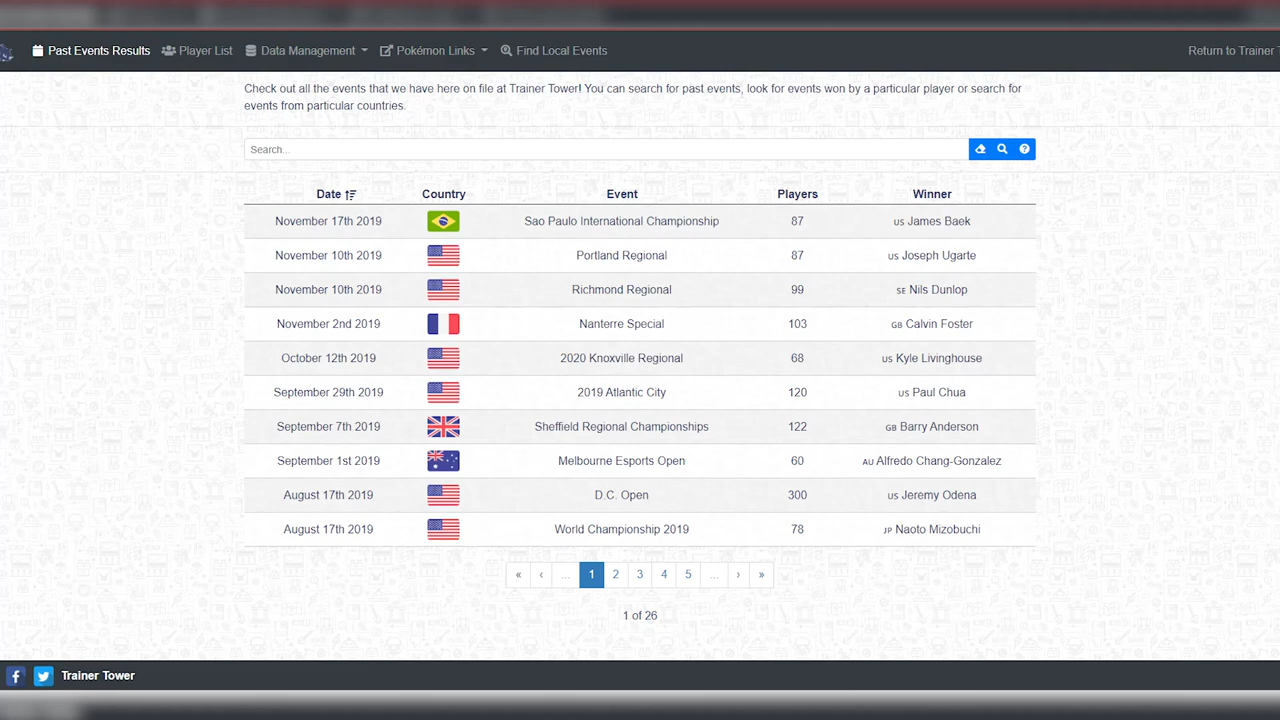 Past Events Results Player List Data Management Pokémon Links Find Local Events Return to Trainer
Check out all the events that we have here on file at Trainer Tower! You can search for past events, look for events won by a particular player or search for
events from particular countries.
Search...
Date Country Event Players Winner
November 17th 2019 Sao Paulo International Championship 87 US James Baek
November 10th 2019 Portland Regional 87 US Joseph Ugarte
November 10th 2019 Richmond Regional 99 SE Nils Dunlop
November 2nd 2019 Nanterre Special 103 GB Calvin Foster
October 12th 2019 2020 Knoxville Regional 68 US Kyle Livinghouse
September 29th 2019 2019 Atlantic City 120 US Paul Chua
September 7th 2019 Sheffield Regional Championships 122 GB Barry Anderson
September 1st 2019 Melbourne Esports Open 60 AU Alfredo Chang-Gonzalez
August 17th 2019 D.C. Open 300 US Jeremy Odena
August 17th 2019 World Championship 2019 78 JP Naoto Mizobuchi
« ‹ ... 1 2 3 4 5 ... › »
1 of 26
Trainer Tower